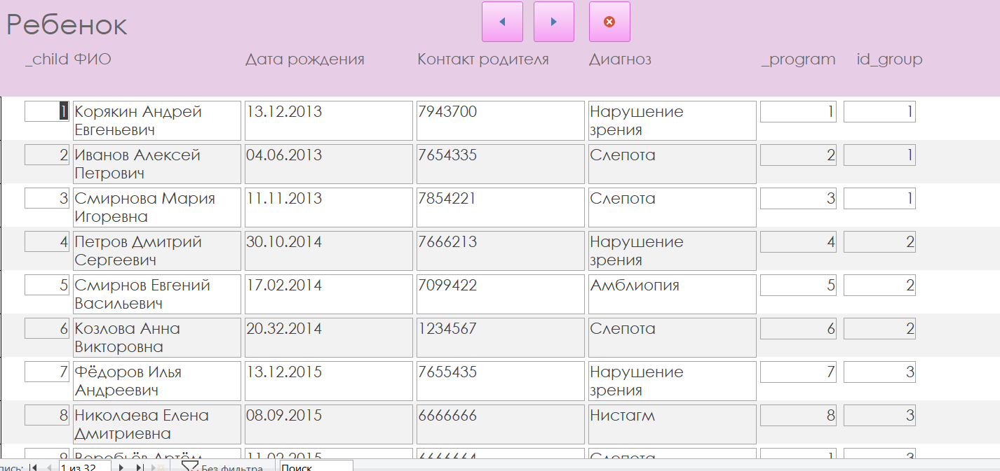 Ребенок
_child ФИО Дата рождения Контакт родителя Диагноз _program id_group
1 Корякин Андрей Евгеньевич 13.12.2013 7943700 Нарушение зрения 1 1
2 Иванов Алексей Петрович 04.06.2013 7654335 Слепота 2 1
3 Смирнова Мария Игоревна 11.11.2013 7854221 Слепота 3 1
4 Петров Дмитрий Сергеевич 30.10.2014 7666213 Нарушение зрения 4 2
5 Смирнов Евгений Васильевич 17.02.2014 7099422 Амблиопия 5 2
6 Козлова Анна Викторовна 20.32.2014 1234567 Слепота 6 2
7 Фёдоров Илья Андреевич 13.12.2015 7655435 Нарушение зрения 7 3
8 Николаева Елена Дмитриевна 08.09.2015 6666666 Нистагм 8 3
9 Воробьёв Артём 11.02.2015 6666664 Слепота 1 3
пись: 1 из 32 Без фильтра Поиск